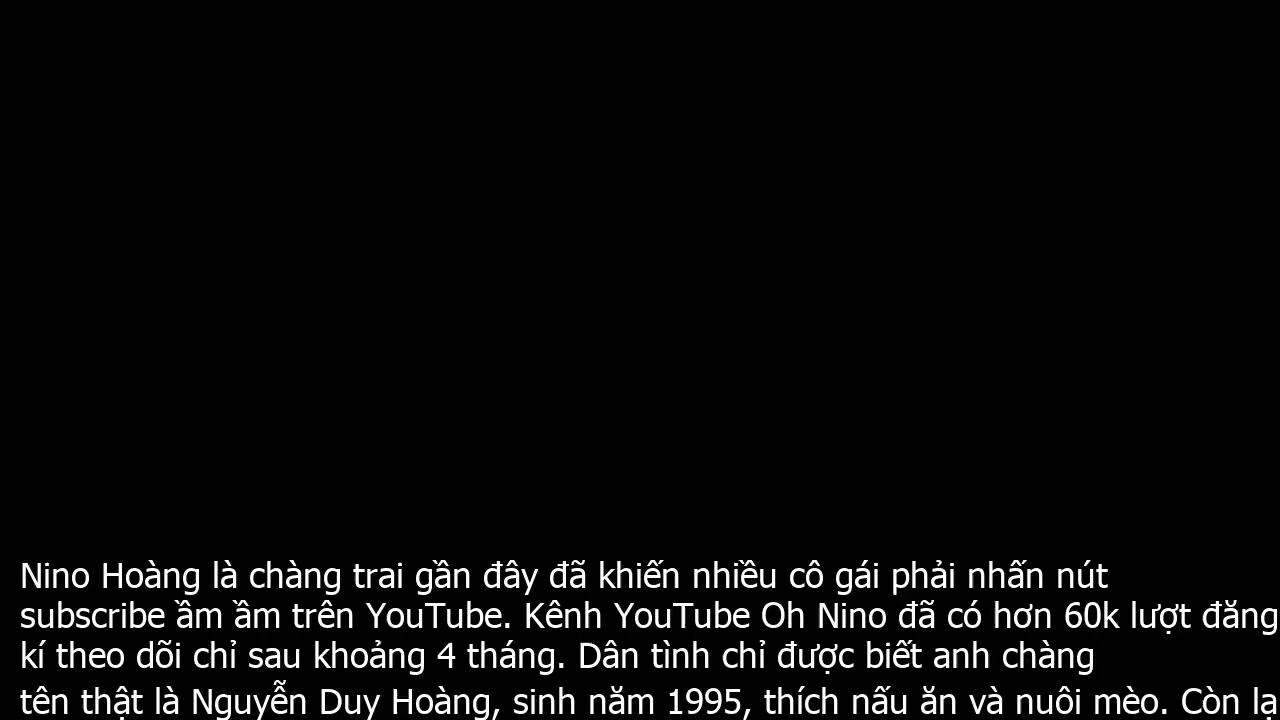 Nino Hoàng là chàng trai gần đây đã khiến nhiều cô gái phải nhấn nút
subscribe ầm ầm trên YouTube. Kênh YouTube Oh Nino đã có hơn 60k lượt đăng
kí theo dõi chỉ sau khoảng 4 tháng. Dân tình chỉ được biết anh chàng
tên thật là Nguyễn Duy Hoàng, sinh năm 1995, thích nấu ăn và nuôi mèo. Còn